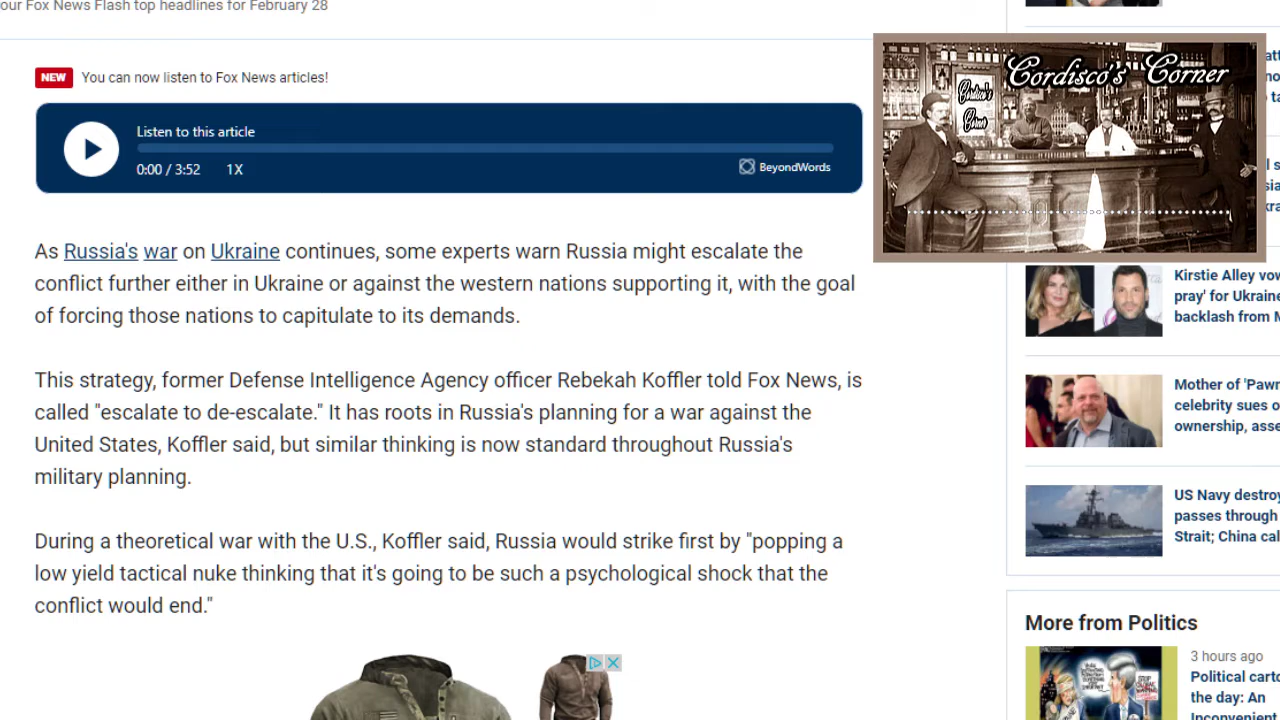 our Fox News Flash top headlines for February 28
NEW You can now listen to Fox News articles!
Listen to this article
0:00 / 3:52 1X BeyondWords
Cordisco's Corner
Cordisco's
Corner
As Russia's war on Ukraine continues, some experts warn Russia might escalate the
conflict further either in Ukraine or against the western nations supporting it, with the goal
of forcing those nations to capitulate to its demands.
This strategy, former Defense Intelligence Agency officer Rebekah Koffler told Fox News, is
called "escalate to de-escalate." It has roots in Russia's planning for a war against the
United States, Koffler said, but similar thinking is now standard throughout Russia's
military planning.
During a theoretical war with the U.S., Koffler said, Russia would strike first by "popping a
low yield tactical nuke thinking that it's going to be such a psychological shock that the
conflict would end."
Kirstie Alley vow
pray' for Ukraine
backlash from M
Mother of 'Pawn
celebrity sues o
ownership, asse
US Navy destroy
passes through
Strait; China cal
More from Politics
3 hours ago
Political carto
the day: An
Inconvenient